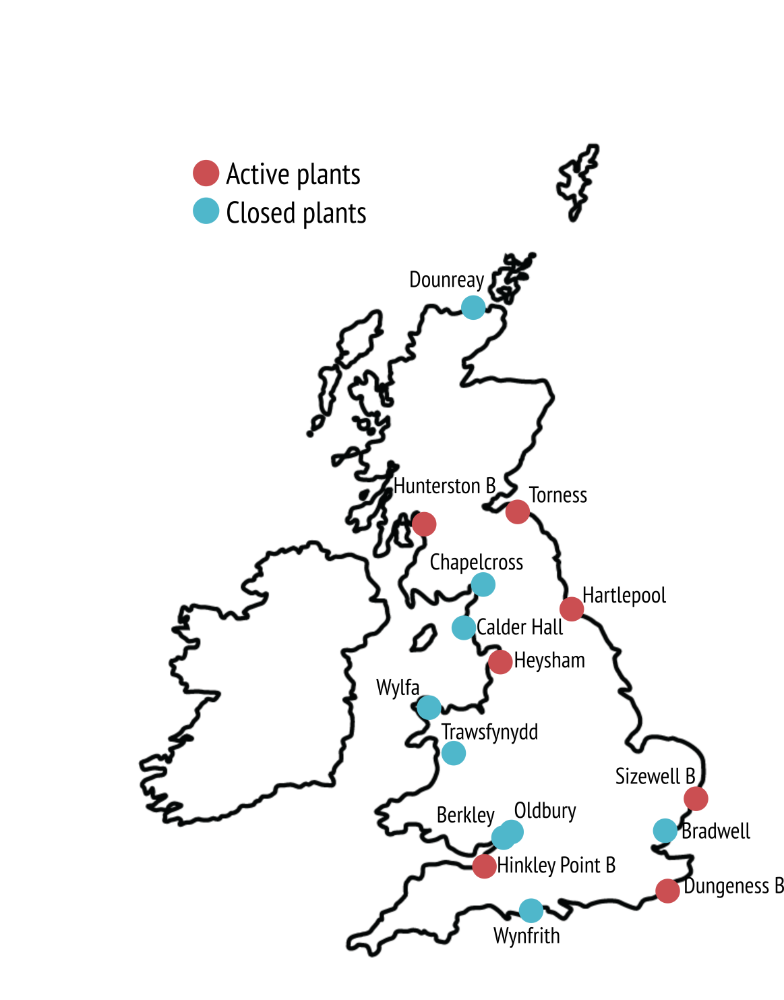 Active plants
Closed plants
Dounreay
Hunterston B
Torness
Chapelcross
Hartlepool
Calder Hall
Heysham
Wylfa
Trawsfynydd
Sizewell B
Berkley
Oldbury
Bradwell
Hinkley Point B
Dungeness B
Wynfrith